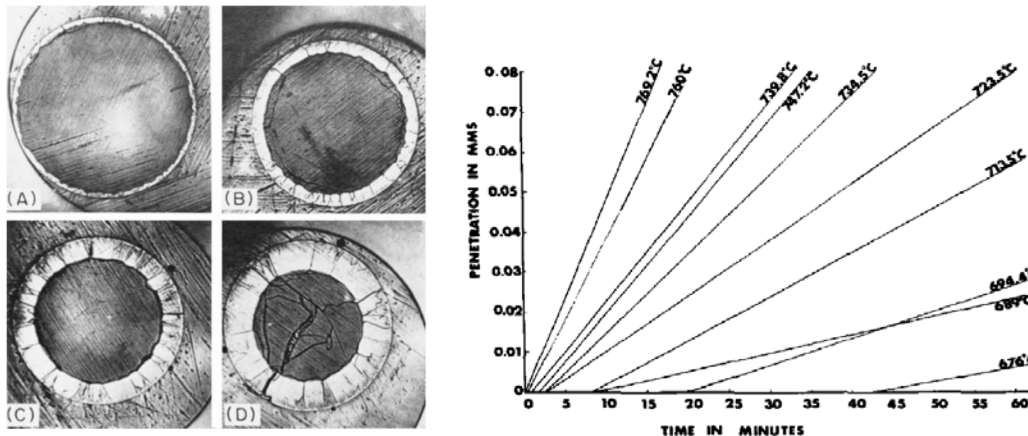 (A)
(B)
(C)
(D)
PENETRATION IN MMS
0.08
0.07
0.06
0.05
0.04
0.03
0.02
0.01
0
769.2°C
760°C
739.8°C
747.2°C
734.5°C
723.5°C
713.5°C
694.4°
689°C
676°
0 5 10 15 20 25 30 35 40 45 50 55 60
TIME IN MINUTES